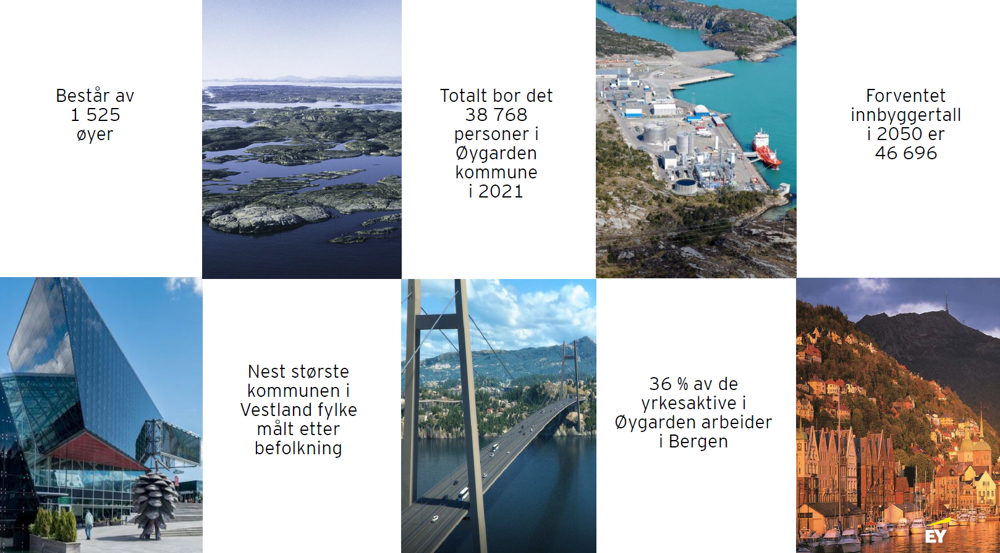 Består av
1 525
øyer
Totalt bor det
38 768
personer i
Øygarden
kommune
i 2021
Forventet
innbyggertall
i 2050 er
46 696
Nest største
kommunen i
Vestland fylke
målt etter
befolkning
36 % av de
yrkesaktive i
Øygarden arbeider
i Bergen
EY